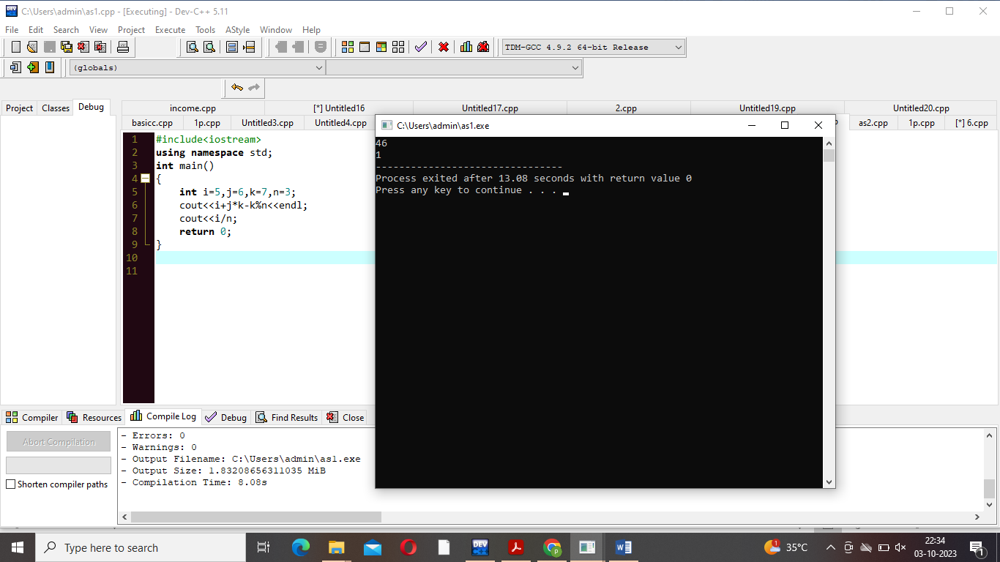 C:\Users\admin\as1.cpp - [Executing] - Dev-C++ 5.11
File Edit Search View Project Execute Tools AStyle Window Help
TDM-GCC 4.9.2 64-bit Release
(globals)
Project Classes Debug
income.cpp [*] Untitled16 Untitled17.cpp 2.cpp Untitled19.cpp Untitled20.cpp
basicc.cpp 1p.cpp Untitled3.cpp Untitled4.cpp as2.cpp 1p.cpp [*] 6.cpp
1 #include<iostream>
2 using namespace std;
3 int main()
4 {
5 int i=5,j=6,k=7,n=3;
6 cout<<i+j*k-k%n<<endl;
7 cout<<i/n;
8 return 0;
9 }
10
11
C:\Users\admin\as1.exe
46
1
--------------------------------
Process exited after 13.08 seconds with return value 0
Press any key to continue . . .
Compiler Resources Compile Log Debug Find Results Close
Abort Compilation
Shorten compiler paths
- Errors: 0
- Warnings: 0
- Output Filename: C:\Users\admin\as1.exe
- Output Size: 1.83208656311035 MiB
- Compilation Time: 8.08s
Type here to search
DEV
W
1
35°C
22:34
03-10-2023
1